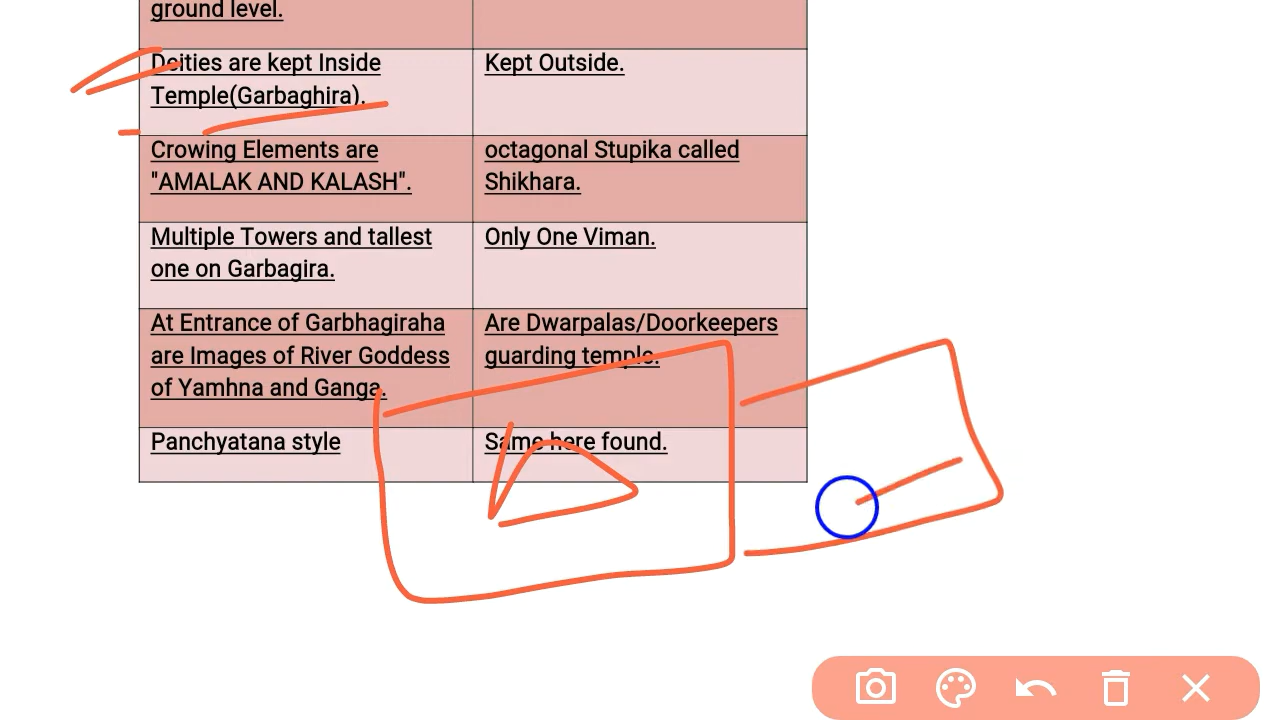 ground level.
Deities are kept Inside
Temple(Garbaghira).
Kept Outside.
Crowing Elements are
"AMALAK AND KALASH".
octagonal Stupika called
Shikhara.
Multiple Towers and tallest
one on Garbagira.
Only One Viman.
At Entrance of Garbhagiraha
are Images of River Goddess
of Yamhna and Ganga.
Are Dwarpalas/Doorkeepers
guarding temple.
Panchyatana style
Same here found.